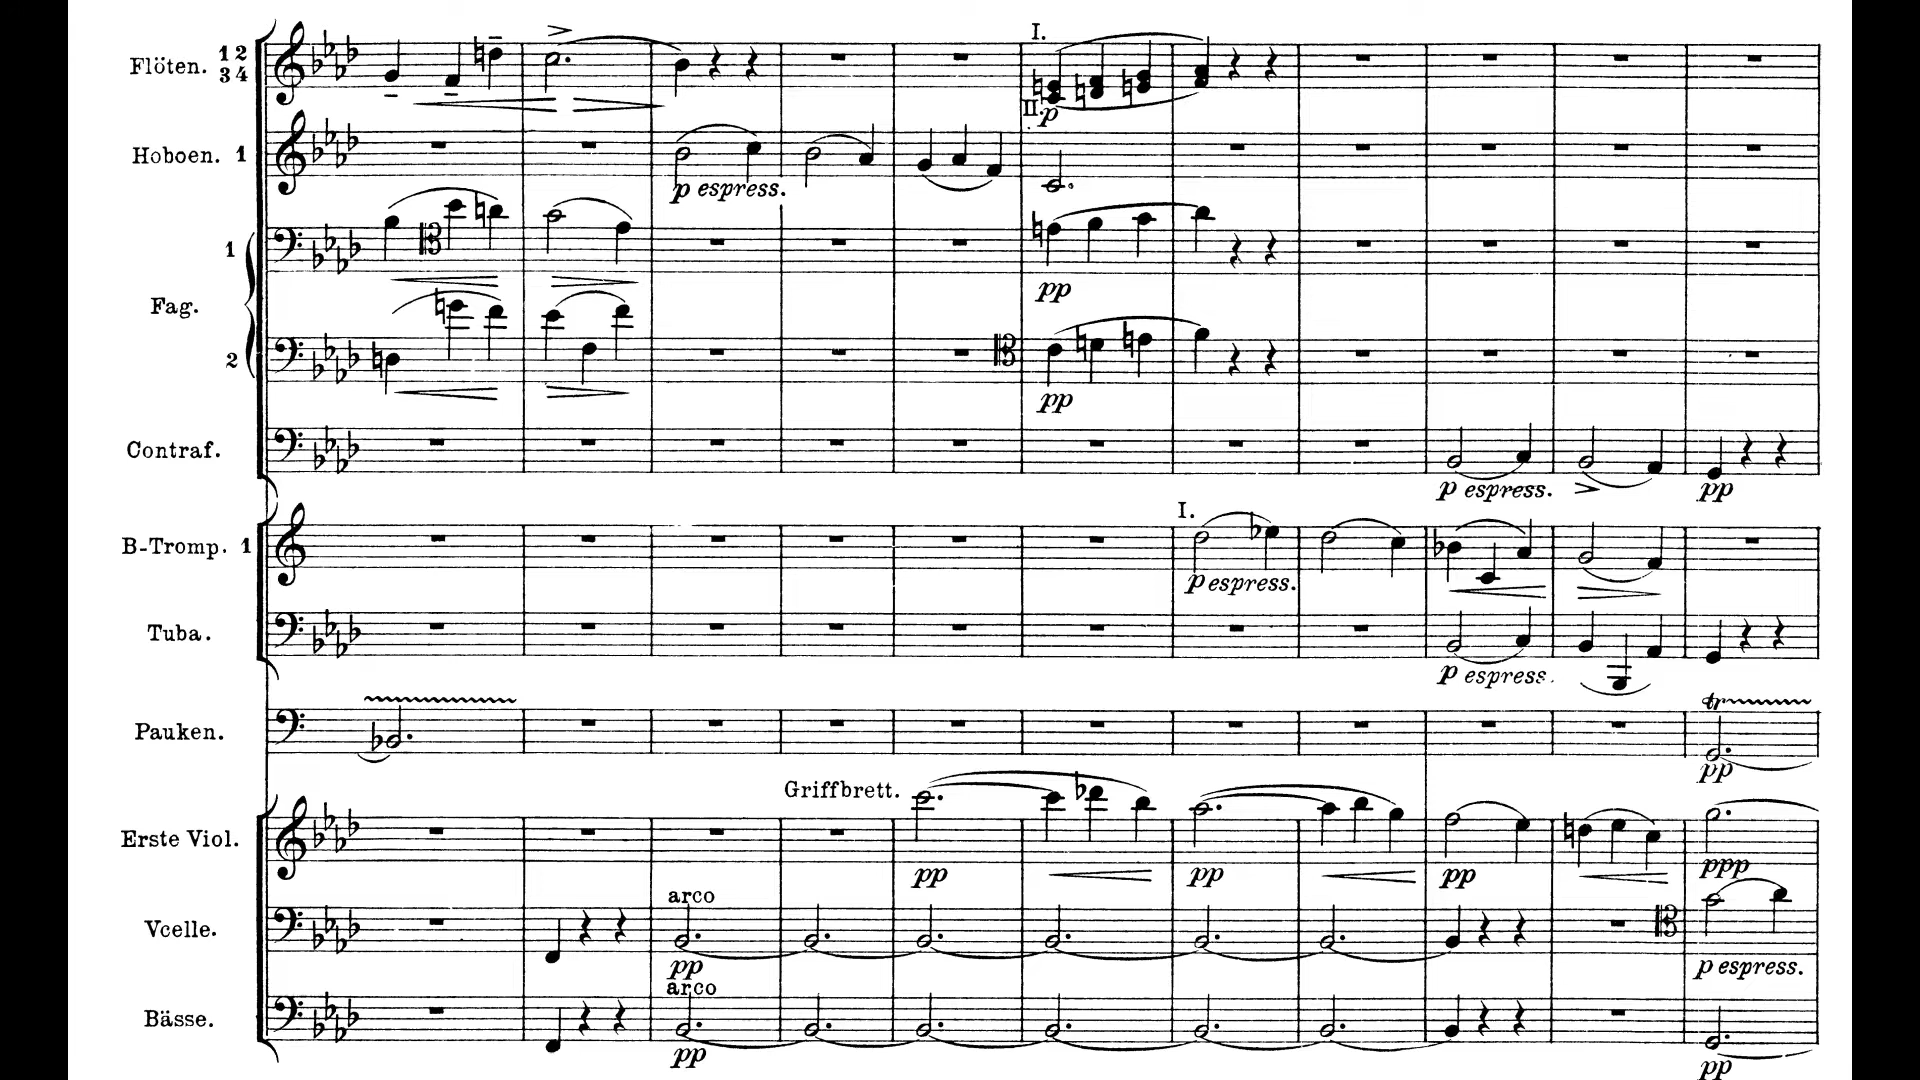 I.
Flöten. 1 2
3 4
II. p
Hoboen. 1
p espress.
1
Fag.
pp
2
pp
Contraf.
p espress.
pp
I.
B-Tromp. 1
p espress.
Tuba.
p espress.
tr
Pauken.
pp
Griffbrett.
Erste Viol.
pp
pp
pp
ppp
arco
Vcelle.
pp
p espress.
arco
Bässe.
pp
pp